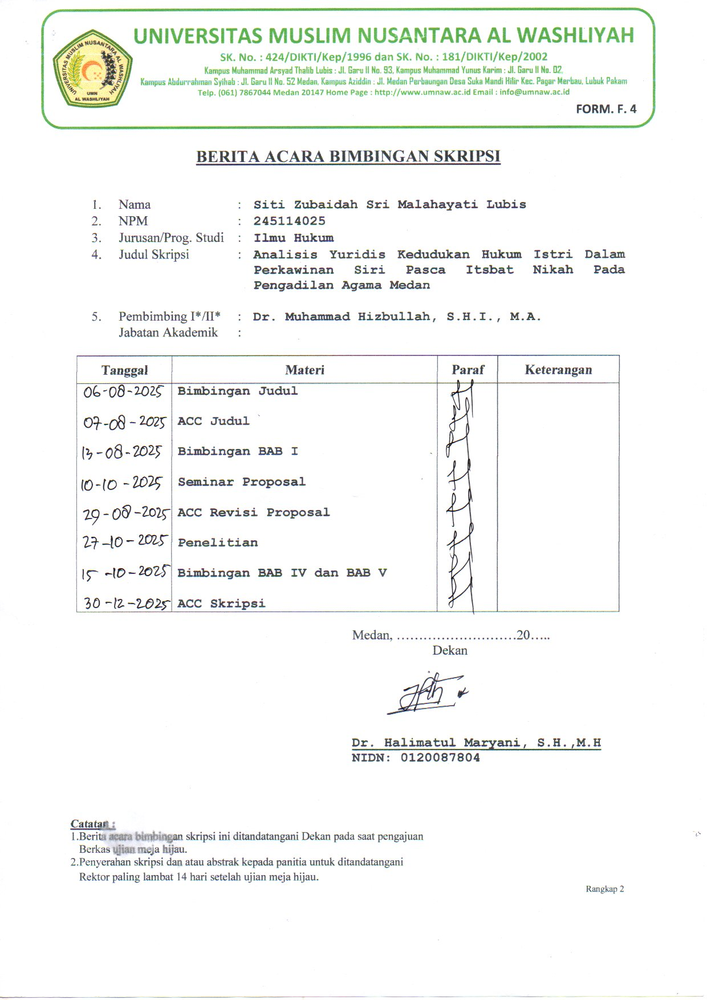 UNIVERSITAS MUSLIM NUSANTARA AL WASHLIYAH
SK. No. : 424/DIKTI/Kep/1996 dan SK. No. : 181/DIKTI/Kep/2002
Kampus Muhammad Arsyad Thalib Lubis : Jl. Garu II No. 93, Kampus Muhammad Yunus Karim : Jl. Garu II No. 02,
Kampus Abdurrahman Syihab : Jl. Garu II No. 52 Medan, Kampus Aziddin : Jl. Medan Perbaungan Desa Suka Mandi Hilir Kec. Pagar Merbau, Lubuk Pakam
Telp. (061) 7867044 Medan 20147 Home Page : http://www.umnaw.ac.id Email : info@umnaw.ac.id
FORM. F. 4
UNIVERSITAS MUSLIM NUSANTARA AL WASHLIYAH
UMN
AL WASHLIYAH
BERITA ACARA BIMBINGAN SKRIPSI
1. Nama : Siti Zubaidah Sri Malahayati Lubis
2. NPM : 245114025
3. Jurusan/Prog. Studi : Ilmu Hukum
4. Judul Skripsi : Analisis Yuridis Kedudukan Hukum Istri Dalam
Perkawinan Siri Pasca Itsbat Nikah Pada
Pengadilan Agama Medan
5. Pembimbing I*/II* : Dr. Muhammad Hizbullah, S.H.I., M.A.
Jabatan Akademik :
Tanggal Materi Paraf Keterangan
06-08-2025 Bimbingan Judul
07-08-2025 ACC Judul
13-08-2025 Bimbingan BAB I
10-10-2025 Seminar Proposal
29-08-2025 ACC Revisi Proposal
27-10-2025 Penelitian
15-10-2025 Bimbingan BAB IV dan BAB V
30-12-2025 ACC Skripsi
Medan, ………………………20…..
Dekan
Dr. Halimatul Maryani, S.H.,M.H
NIDN: 0120087804
Catatan :
1.Berita acara bimbingan skripsi ini ditandatangani Dekan pada saat pengajuan
Berkas ujian meja hijau.
2.Penyerahan skripsi dan atau abstrak kepada panitia untuk ditandatangani
Rektor paling lambat 14 hari setelah ujian meja hijau.
Rangkap 2